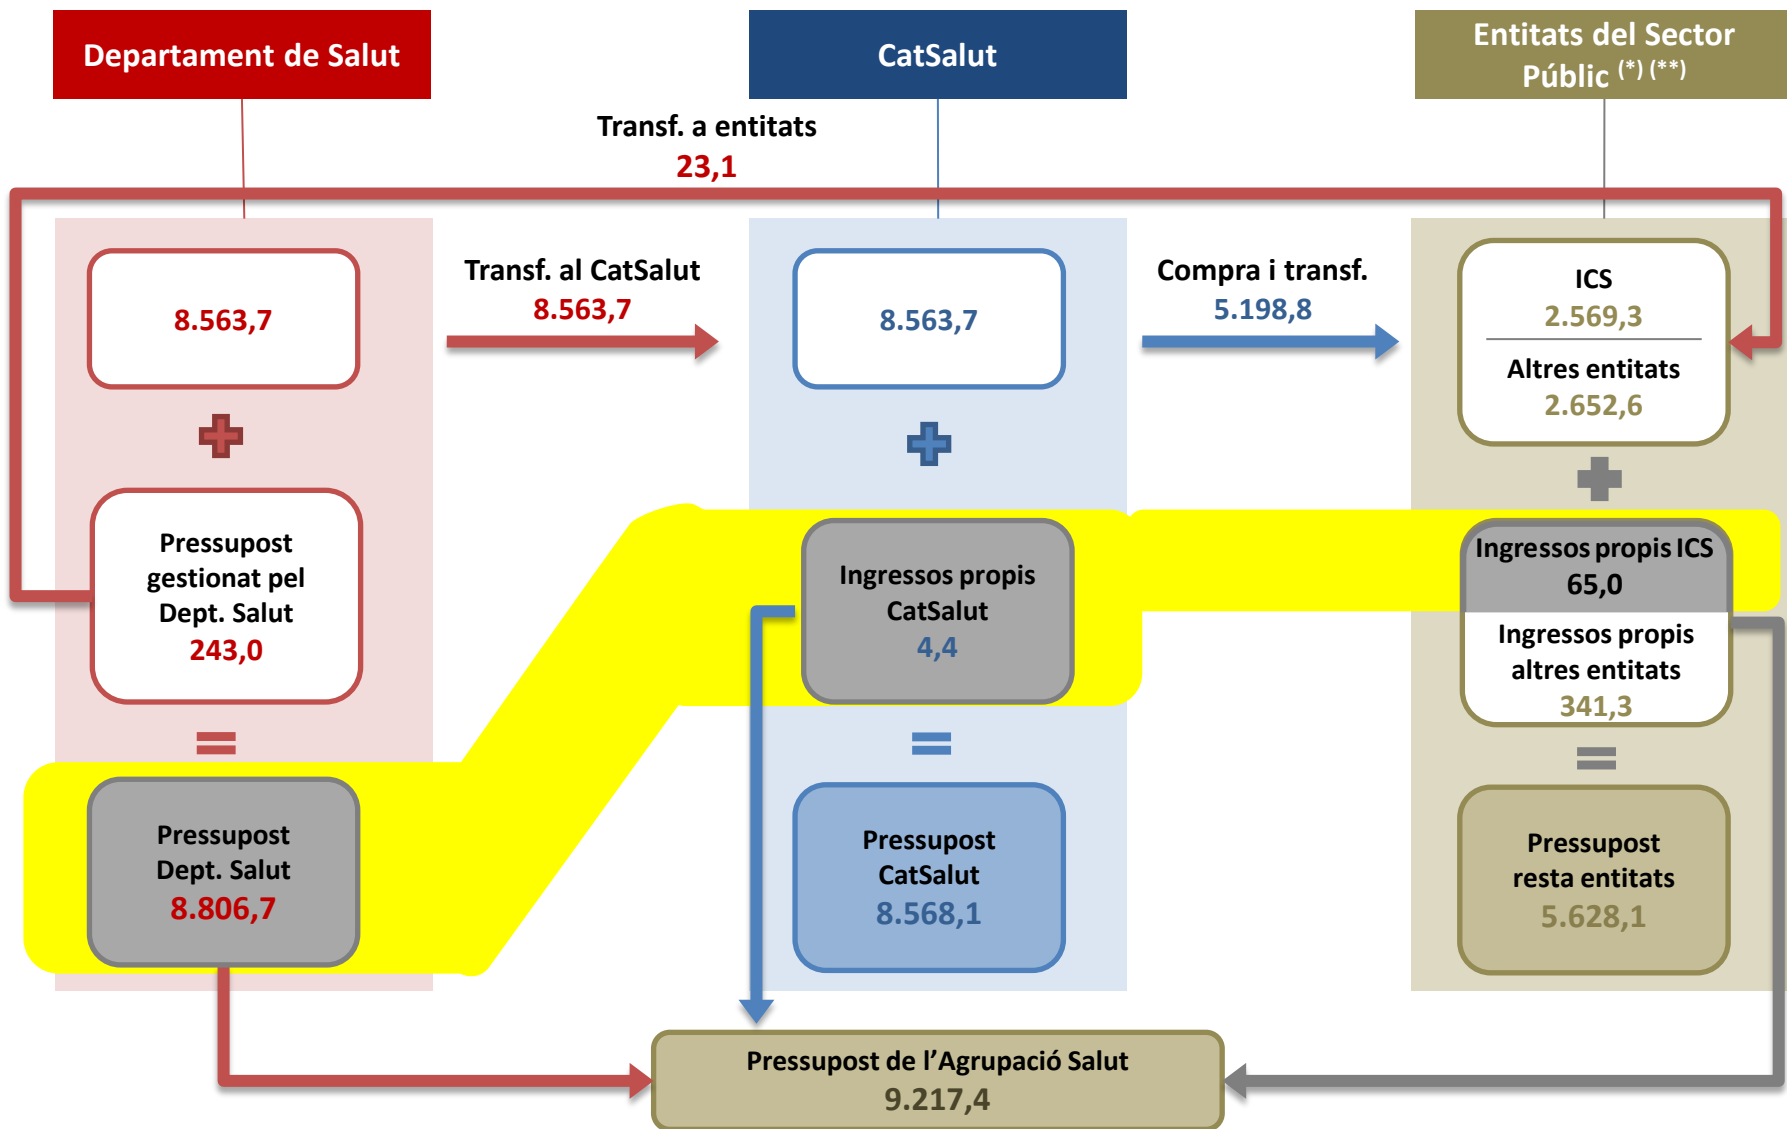 Departament de Salut
CatSalut
Entitats del Sector
Públic (*) (**)
Transf. a entitats
23,1
8.563,7
Transf. al CatSalut
8.563,7
8.563,7
Compra i transf.
5.198,8
ICS
2.569,3
Altres entitats
2.652,6
Pressupost
gestionat pel
Dept. Salut
243,0
Ingressos propis
CatSalut
4,4
Ingressos propis ICS
65,0
Ingressos propis
altres entitats
341,3
Pressupost
Dept. Salut
8.806,7
Pressupost
CatSalut
8.568,1
Pressupost
resta entitats
5.628,1
Pressupost de l’Agrupació Salut
9.217,4